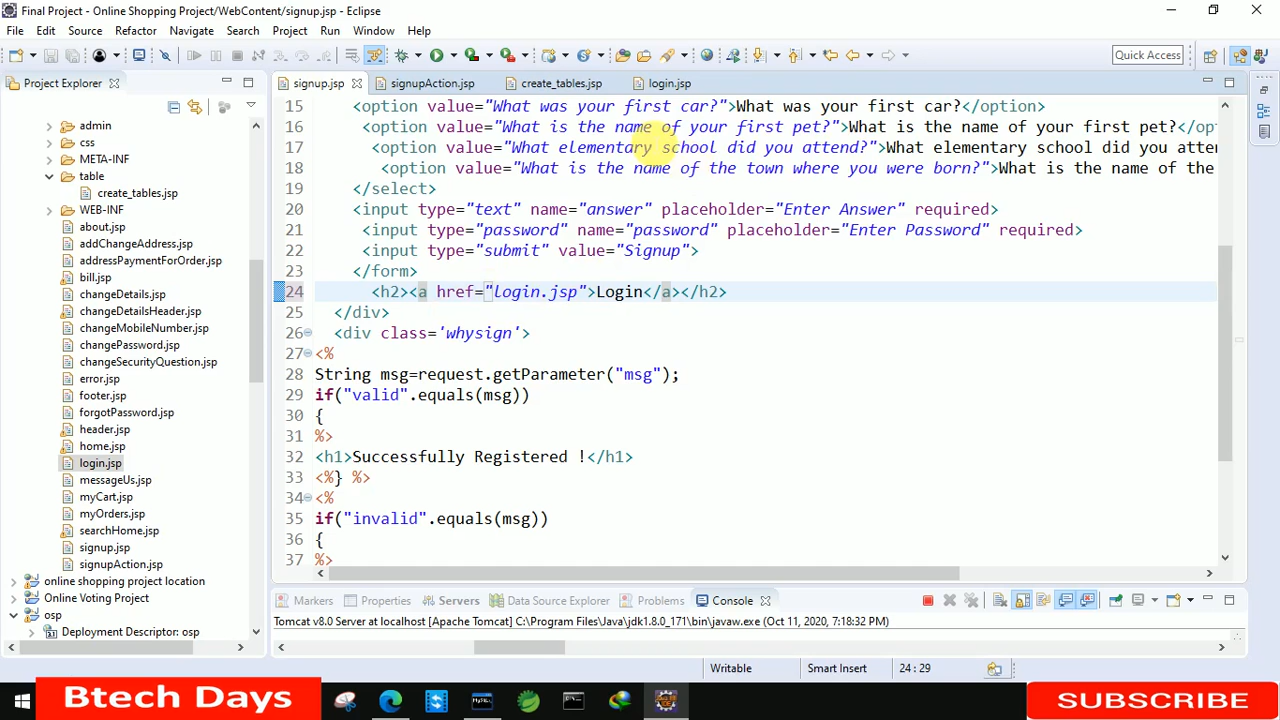 Final Project - Online Shopping Project/WebContent/signup.jsp - Eclipse
File Edit Source Refactor Navigate Search Project Run Window Help
Quick Access
Project Explorer
signup.jsp signupAction.jsp create_tables.jsp login.jsp
admin
css
META-INF
table
create_tables.jsp
WEB-INF
about.jsp
addChangeAddress.jsp
addressPaymentForOrder.jsp
bill.jsp
changeDetails.jsp
changeDetailsHeader.jsp
changeMobileNumber.jsp
changePassword.jsp
changeSecurityQuestion.jsp
error.jsp
footer.jsp
forgotPassword.jsp
header.jsp
home.jsp
login.jsp
messageUs.jsp
myCart.jsp
myOrders.jsp
searchHome.jsp
signup.jsp
signupAction.jsp
online shopping project location
Online Voting Project
osp
Deployment Descriptor: osp
15 <option value="What was your first car?">What was your first car?</option>
16 <option value="What is the name of your first pet?">What is the name of your first pet?</op
17 <option value="What elementary school did you attend?">What elementary school did you atten
18 <option value="What is the name of the town where you were born?">What is the name of the
19 </select>
20 <input type="text" name="answer" placeholder="Enter Answer" required>
21 <input type="password" name="password" placeholder="Enter Password" required>
22 <input type="submit" value="Signup">
23 </form>
24 <h2><a href="login.jsp">Login</a></h2>
25 </div>
26 <div class='whysign'>
27 <%
28 String msg=request.getParameter("msg");
29 if("valid".equals(msg))
30 {
31 %>
32 <h1>Successfully Registered !</h1>
33 <%} %>
34 <%
35 if("invalid".equals(msg))
36 {
37 %>
Markers Properties Servers Data Source Explorer Problems Console
Tomcat v8.0 Server at localhost [Apache Tomcat] C:\Program Files\Java\jdk1.8.0_171\bin\javaw.exe (Oct 11, 2020, 7:18:32 PM)
Writable Smart Insert 24 : 29
Btech Days
SUBSCRIBE